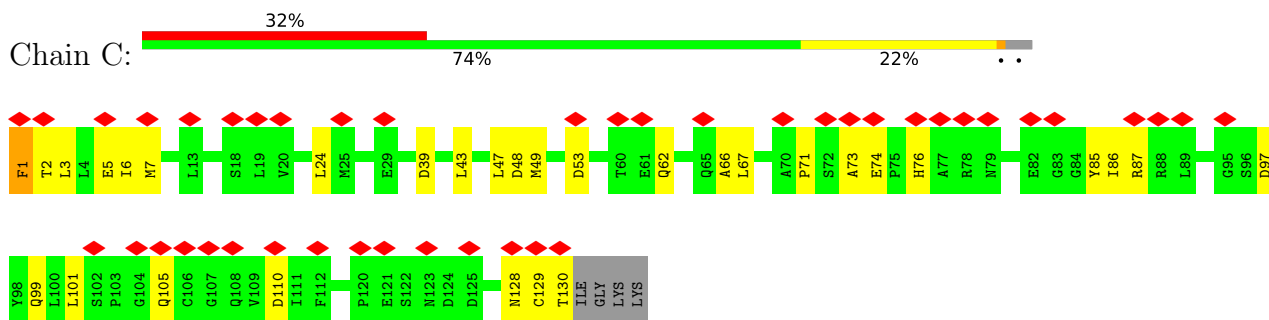 32%
Chain C:
74% 22% • •
F1 T2 L3 L4 E5 I6 M7 L13 S18 L19 V20 L24 M25 E29 D39 L43 L47 D48 M49 D53 T60 E61 Q62 Q65 A66 L67 A70 P71 S72 A73 E74 P75 H76 A77 R78 N79 E82 G83 G84 Y85 I86 R87 R88 L89 G95 S96 D97
Y98 Q99 L100 L101 S102 P103 G104 Q105 C106 G107 Q108 V109 D110 I111 F112 P120 E121 S122 N123 D124 D125 N128 C129 T130 ILE GLY LYS LYS